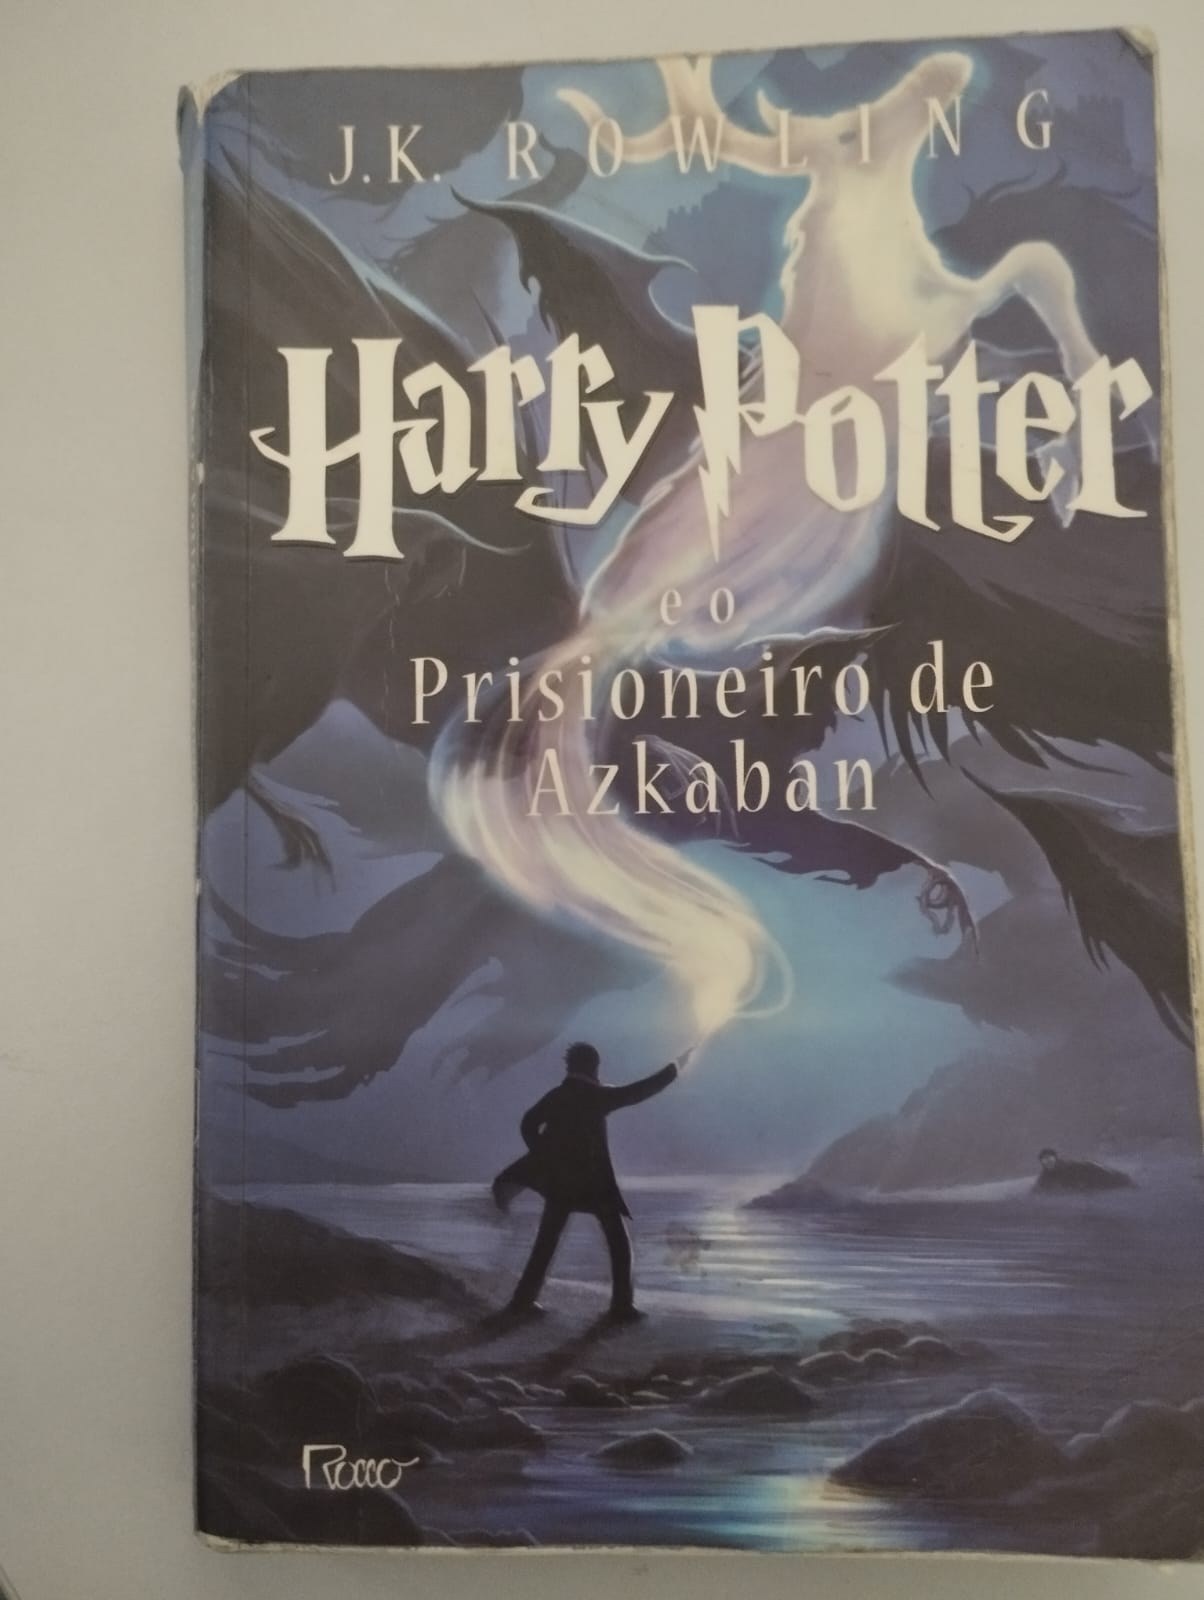 J.K. ROWLING
Harry Potter
e o
Prisioneiro de
Azkaban
Rocco